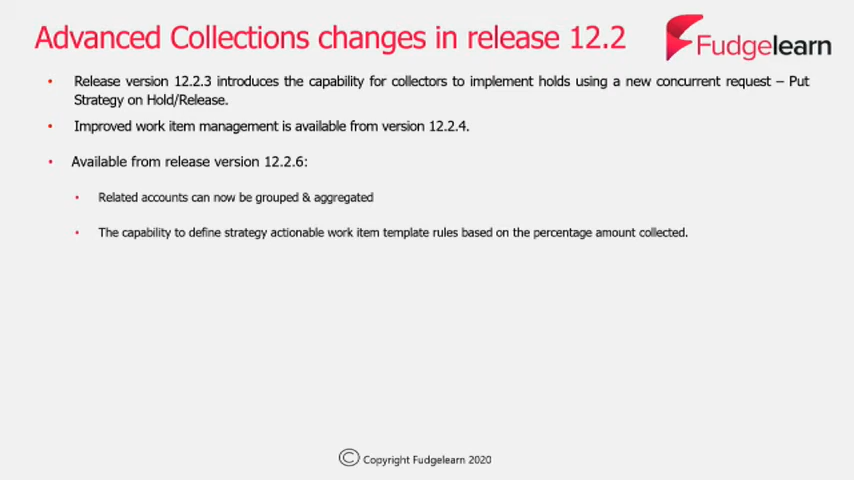 Advanced Collections changes in release 12.2
Fudgelearn
• Release version 12.2.3 introduces the capability for collectors to implement holds using a new concurrent request – Put
Strategy on Hold/Release.
• Improved work item management is available from version 12.2.4.
• Available from release version 12.2.6:
• Related accounts can now be grouped & aggregated
• The capability to define strategy actionable work item template rules based on the percentage amount collected.
© Copyright Fudgelearn 2020